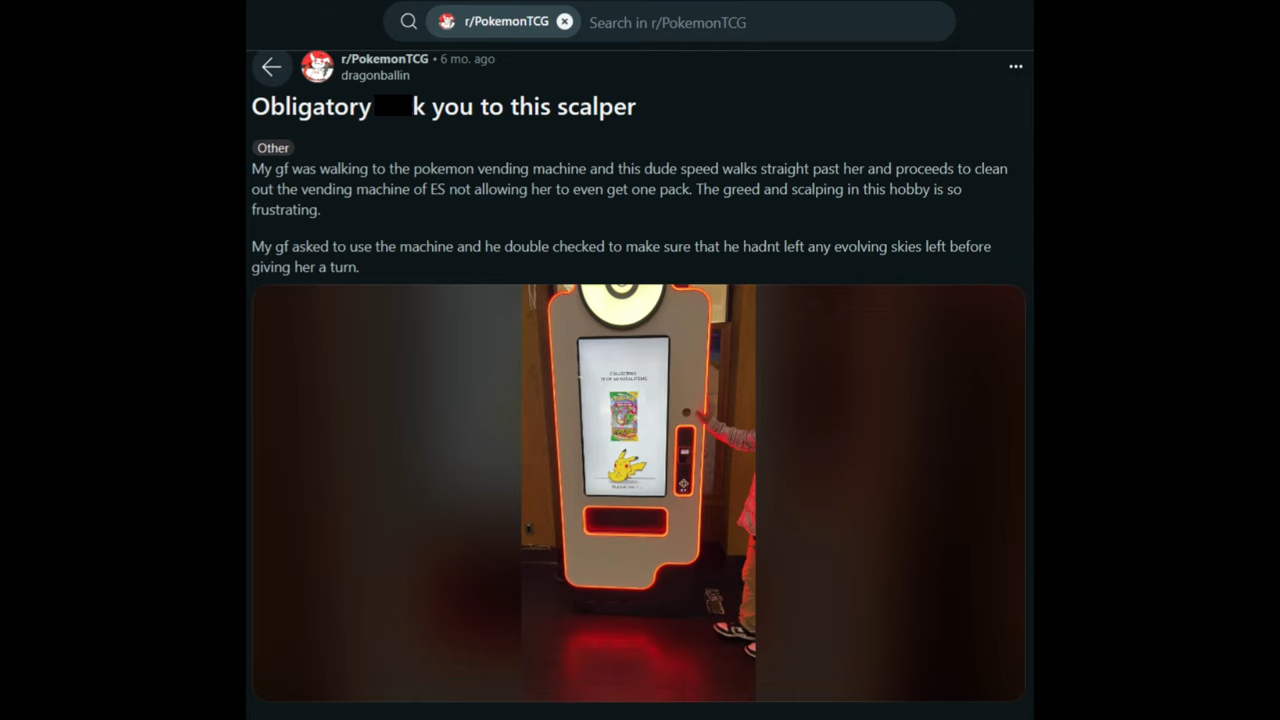 r/PokemonTCG
Search in r/PokemonTCG
r/PokemonTCG • 6 mo. ago
dragonballin
Obligatory k you to this scalper
Other
My gf was walking to the pokemon vending machine and this dude speed walks straight past her and proceeds to clean
out the vending machine of ES not allowing her to even get one pack. The greed and scalping in this hobby is so
frustrating.
My gf asked to use the machine and he double checked to make sure that he hadnt left any evolving skies left before
giving her a turn.